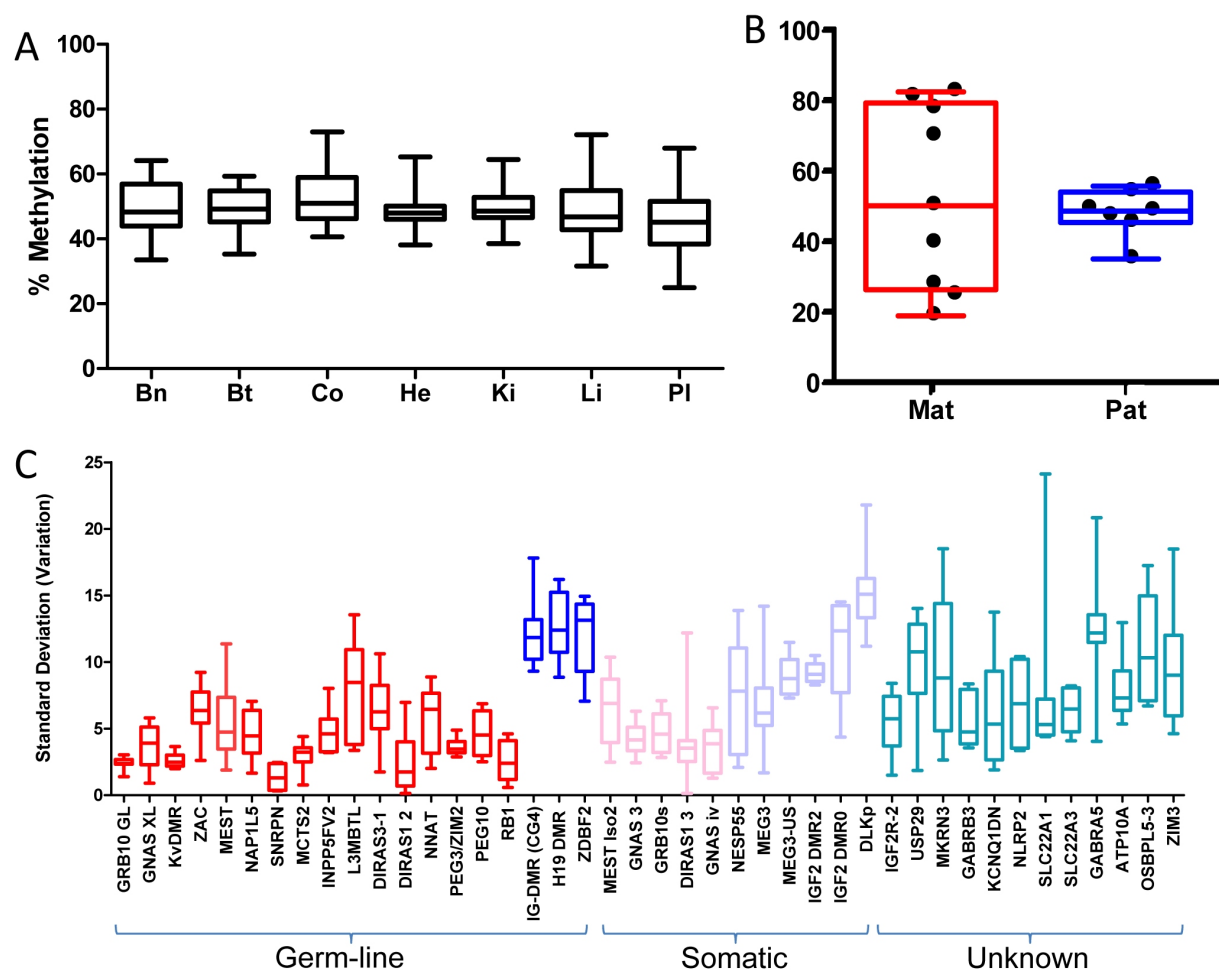 A
% Methylation
100
80
60
40
20
0
Bn Bt Co He Ki Li Pl
B
100
80
60
40
20
0
Mat Pat
C
Standard Deviation (Variation)
25
20
15
10
5
0
GRB10 GL
GNAS XL
KvDMR
ZAC
MEST
NAP1L5
SNRPN
MCTS2
INPP5FV2
L3MBTL
DIRAS3-1
DIRAS1 2
NNAT
PEG3/ZIM2
PEG10
RB1
IG-DMR (CG4)
H19 DMR
ZDBF2
MEST Iso2
GNAS 3
GRB10s
DIRAS1 3
GNAS iv
NESP55
MEG3
MEG3-US
IGF2 DMR2
IGF2 DMR0
DLKp
IGF2R-2
USP29
MKRN3
GABRB3
KCNQ1DN
NLRP2
SLC22A1
SLC22A3
GABRA5
ATP10A
OSBPL5-3
ZIM3
Germ-line Somatic Unknown